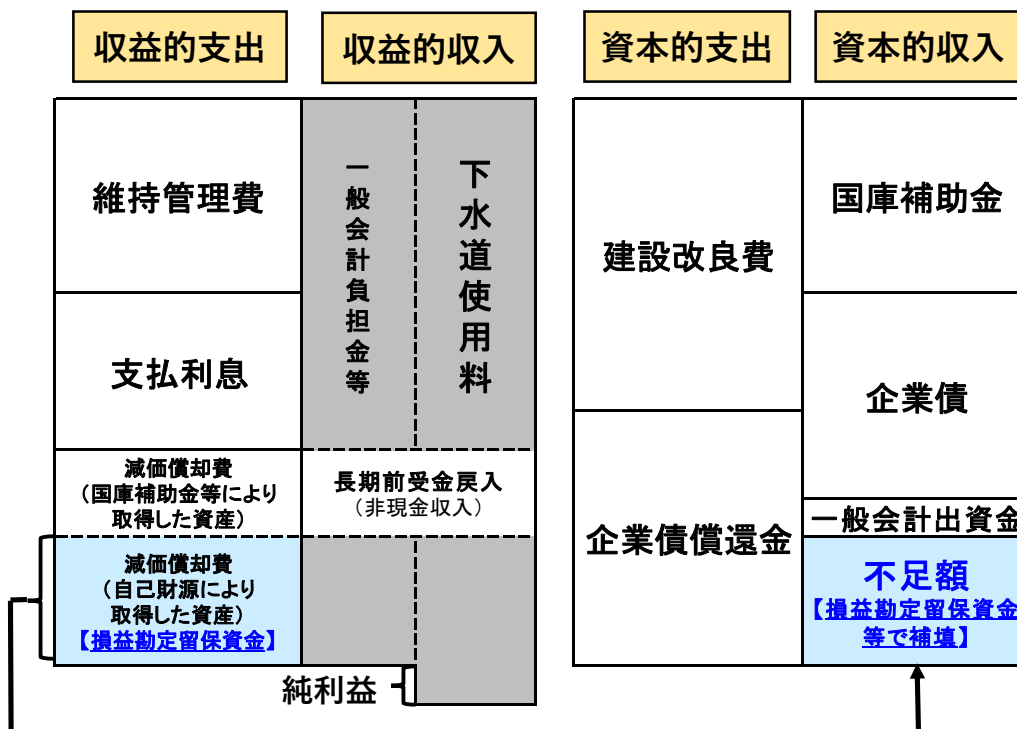 収益的支出
収益的収入
資本的支出
資本的収入
維持管理費
支払利息
減価償却費
（国庫補助金等により
取得した資産）
減価償却費
（自己財源により
取得した資産）
【損益勘定留保資金】
一般会計負担金等
下水道使用料
長期前受金戻入
（非現金収入）
純利益
建設改良費
企業債償還金
国庫補助金
企業債
一般会計出資金
不足額
【損益勘定留保資金
等で補填】